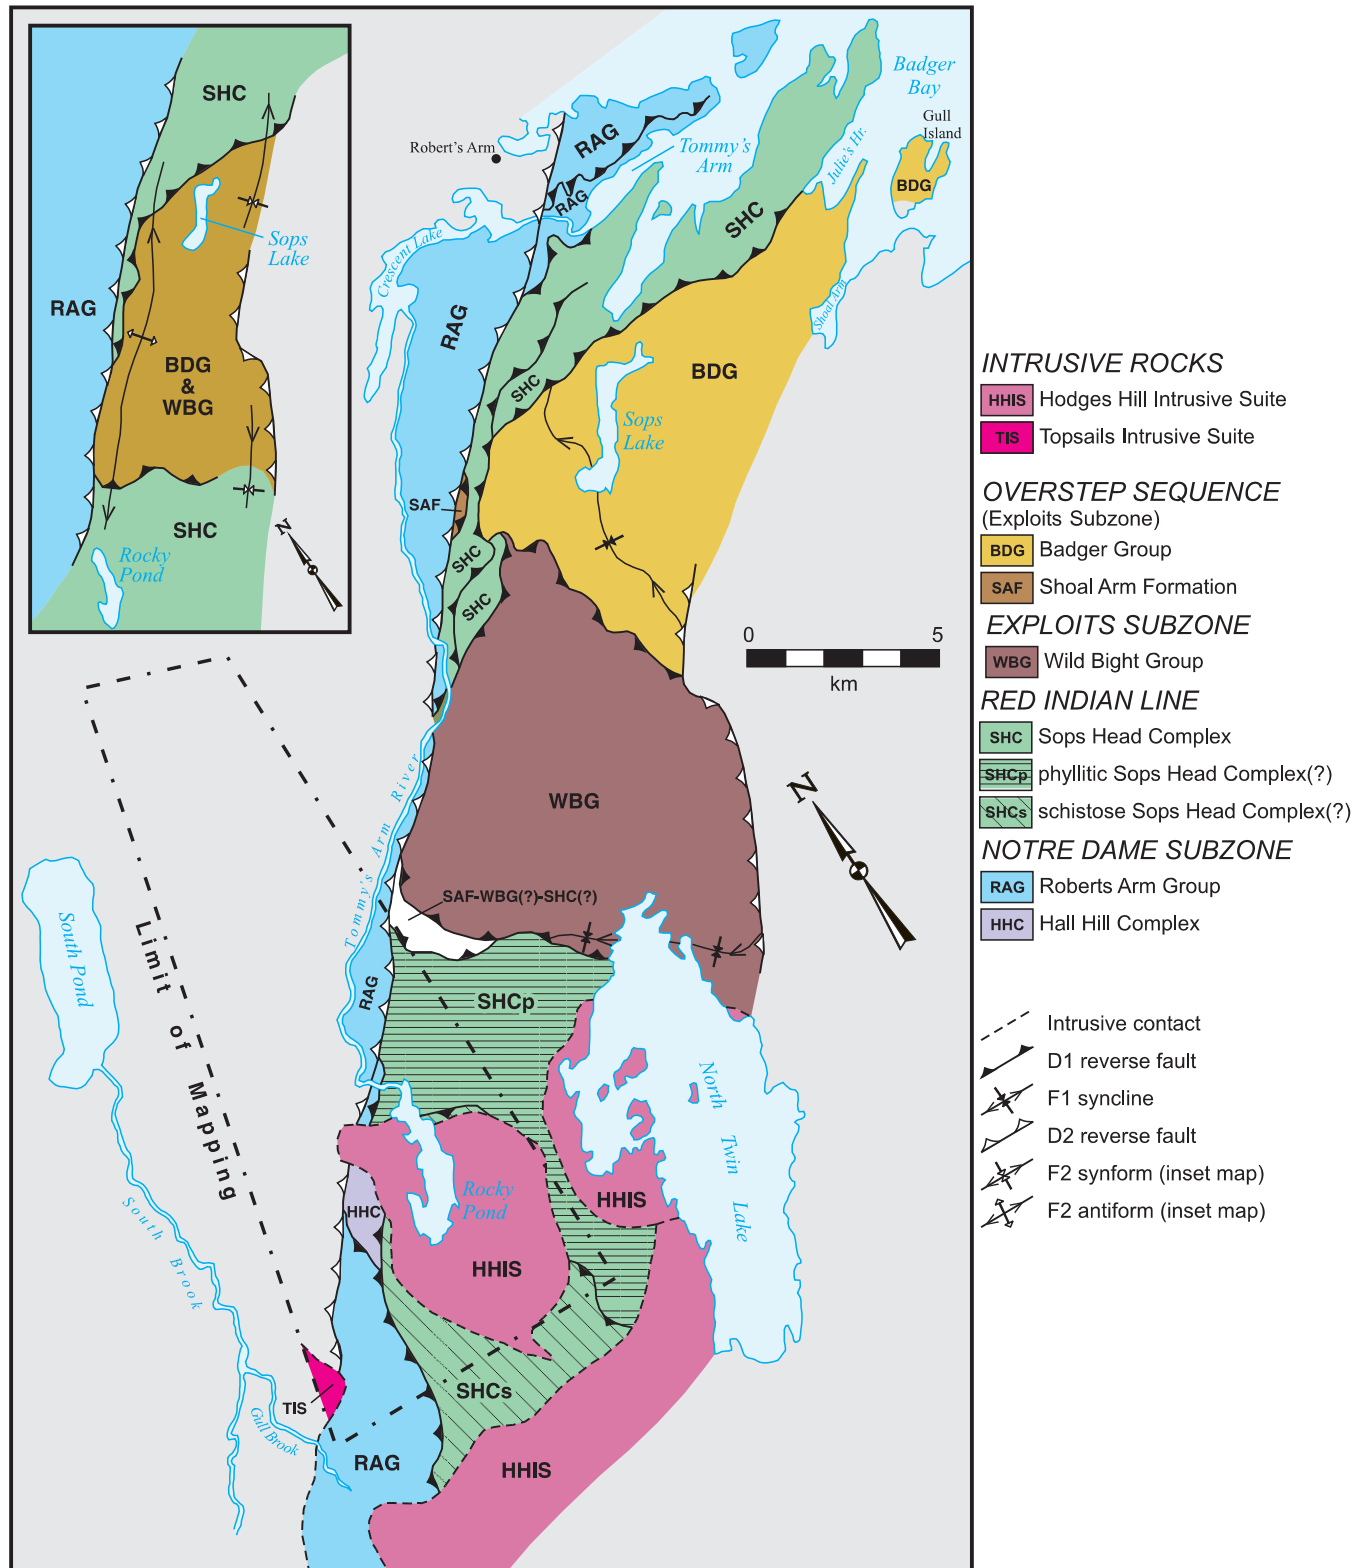 SHC
RAG
Sops
Lake
BDG
&
WBG
SHC
Rocky
Pond
N
Badger
Bay
Gull
Island
Robert's Arm
RAG
Tommy's
Arm
Julie's Hr.
BDG
RAG
SHC
Crescent Lake
RAG
Shoal Arm
BDG
SHC
Sops
Lake
SAF
SHC
SHC
0 5
km
WBG
N
Tommy's Arm River
SAF-WBG(?)-SHC(?)
South Pond
Limit of Mapping
RAG
SHCp
North Twin Lake
Rocky
Pond
HHIS
HHC
South Brook
HHIS
TIS
SHCs
Gull Brook
RAG
HHIS
INTRUSIVE ROCKS
HHIS Hodges Hill Intrusive Suite
TIS Topsails Intrusive Suite
OVERSTEP SEQUENCE
(Exploits Subzone)
BDG Badger Group
SAF Shoal Arm Formation
EXPLOITS SUBZONE
WBG Wild Bight Group
RED INDIAN LINE
SHC Sops Head Complex
SHCp phyllitic Sops Head Complex(?)
SHCs schistose Sops Head Complex(?)
NOTRE DAME SUBZONE
RAG Roberts Arm Group
HHC Hall Hill Complex
Intrusive contact
D1 reverse fault
F1 syncline
D2 reverse fault
F2 synform (inset map)
F2 antiform (inset map)